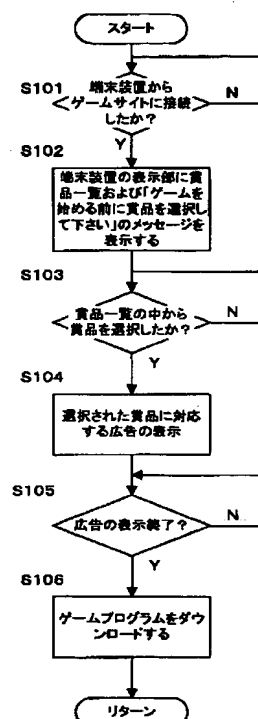 スタート
S101
端末装置から
ゲームサイトに接続
したか？
N
Y
S102
端末装置の表示部に賞
品一覧および「ゲームを
始める前に賞品を選択し
て下さい」のメッセージを
表示する
S103
賞品一覧の中から
賞品を選択したか？
N
Y
S104
選択された賞品に対応
する広告の表示
S105
広告の表示終了？
N
Y
S106
ゲームプログラムをダウ
ンロードする
リターン